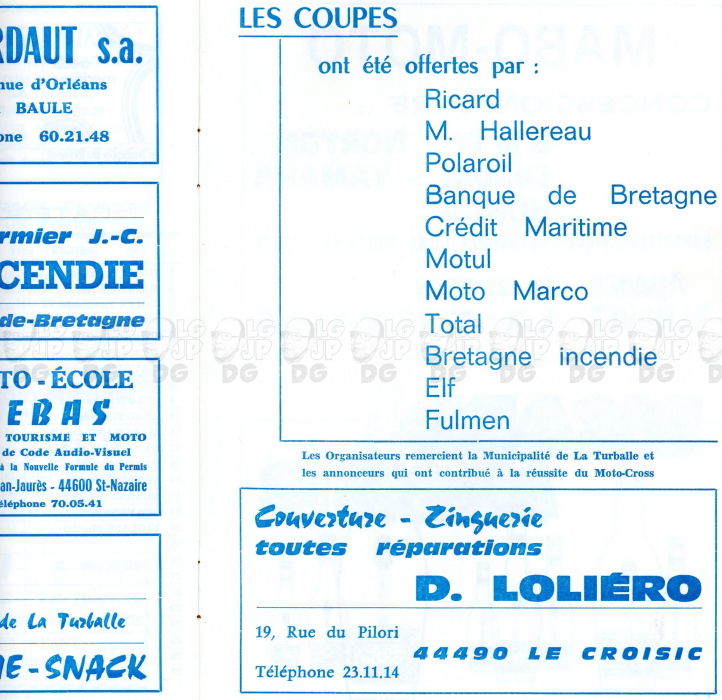 RDAUT s.a.
nue d'Orléans
BAULE
one 60.21.48
rmier J.-C.
CENDIE
de-Bretagne
TO - ÉCOLE
EBAS
TOURISME ET MOTO
de Code Audio-Visuel
à la Nouvelle Formule du Permis
an-Jaurès - 44600 St-Nazaire
éléphone 70.05.41
de La Turballe
IE - SNACK
LES COUPES
ont été offertes par :
Ricard
M. Hallereau
Polaroil
Banque de Bretagne
Crédit Maritime
Motul
Moto Marco
Total
Bretagne incendie
Elf
Fulmen
Les Organisateurs remercient la Municipalité de La Turballe et
les annonceurs qui ont contribué à la réussite du Moto-Cross
Couverture - Zinguerie
toutes réparations
D. LOLIÉRO
19, Rue du Pilori
44490 LE CROISIC
Téléphone 23.11.14
LG JP DG